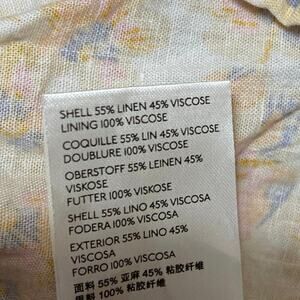 SHELL 55% LINEN 45% VISCOSE
LINING 100% VISCOSE
COQUILLE 55% LIN 45% VISCOSE
DOUBLURE 100% VISCOSE
OBERSTOFF 55% LEINEN 45%
VISKOSE
FUTTER 100% VISKOSE
SHELL 55% LINO 45% VISCOSA
FODERA 100% VISCOSA
EXTERIOR 55% LINO 45%
VISCOSA
FORRO 100% VISCOSA
面料 55% 亚麻 45% 粘胶纤维
100% 粘胶纤维